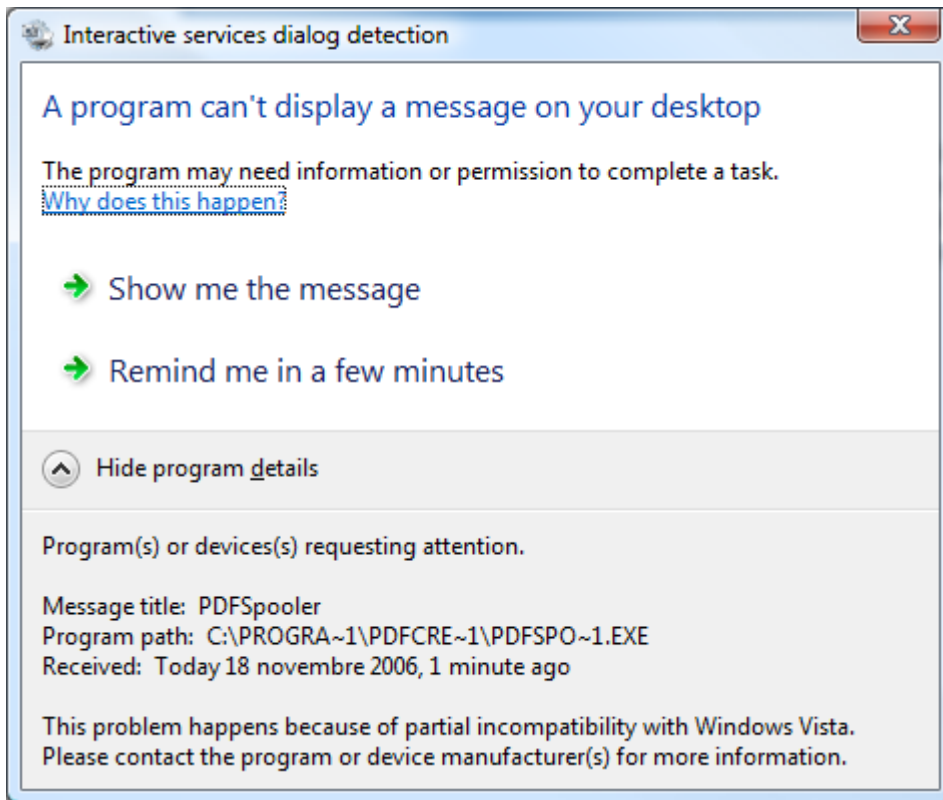 Interactive services dialog detection
A program can't display a message on your desktop
The program may need information or permission to complete a task.
Why does this happen?
Show me the message
Remind me in a few minutes
Hide program details
Program(s) or devices(s) requesting attention.
Message title:  PDFSpooler
Program path:  C:\PROGRA~1\PDFCRE~1\PDFSPO~1.EXE
Received:  Today 18 novembre 2006, 1 minute ago
This problem happens because of partial incompatibility with Windows Vista.
Please contact the program or device manufacturer(s) for more information.